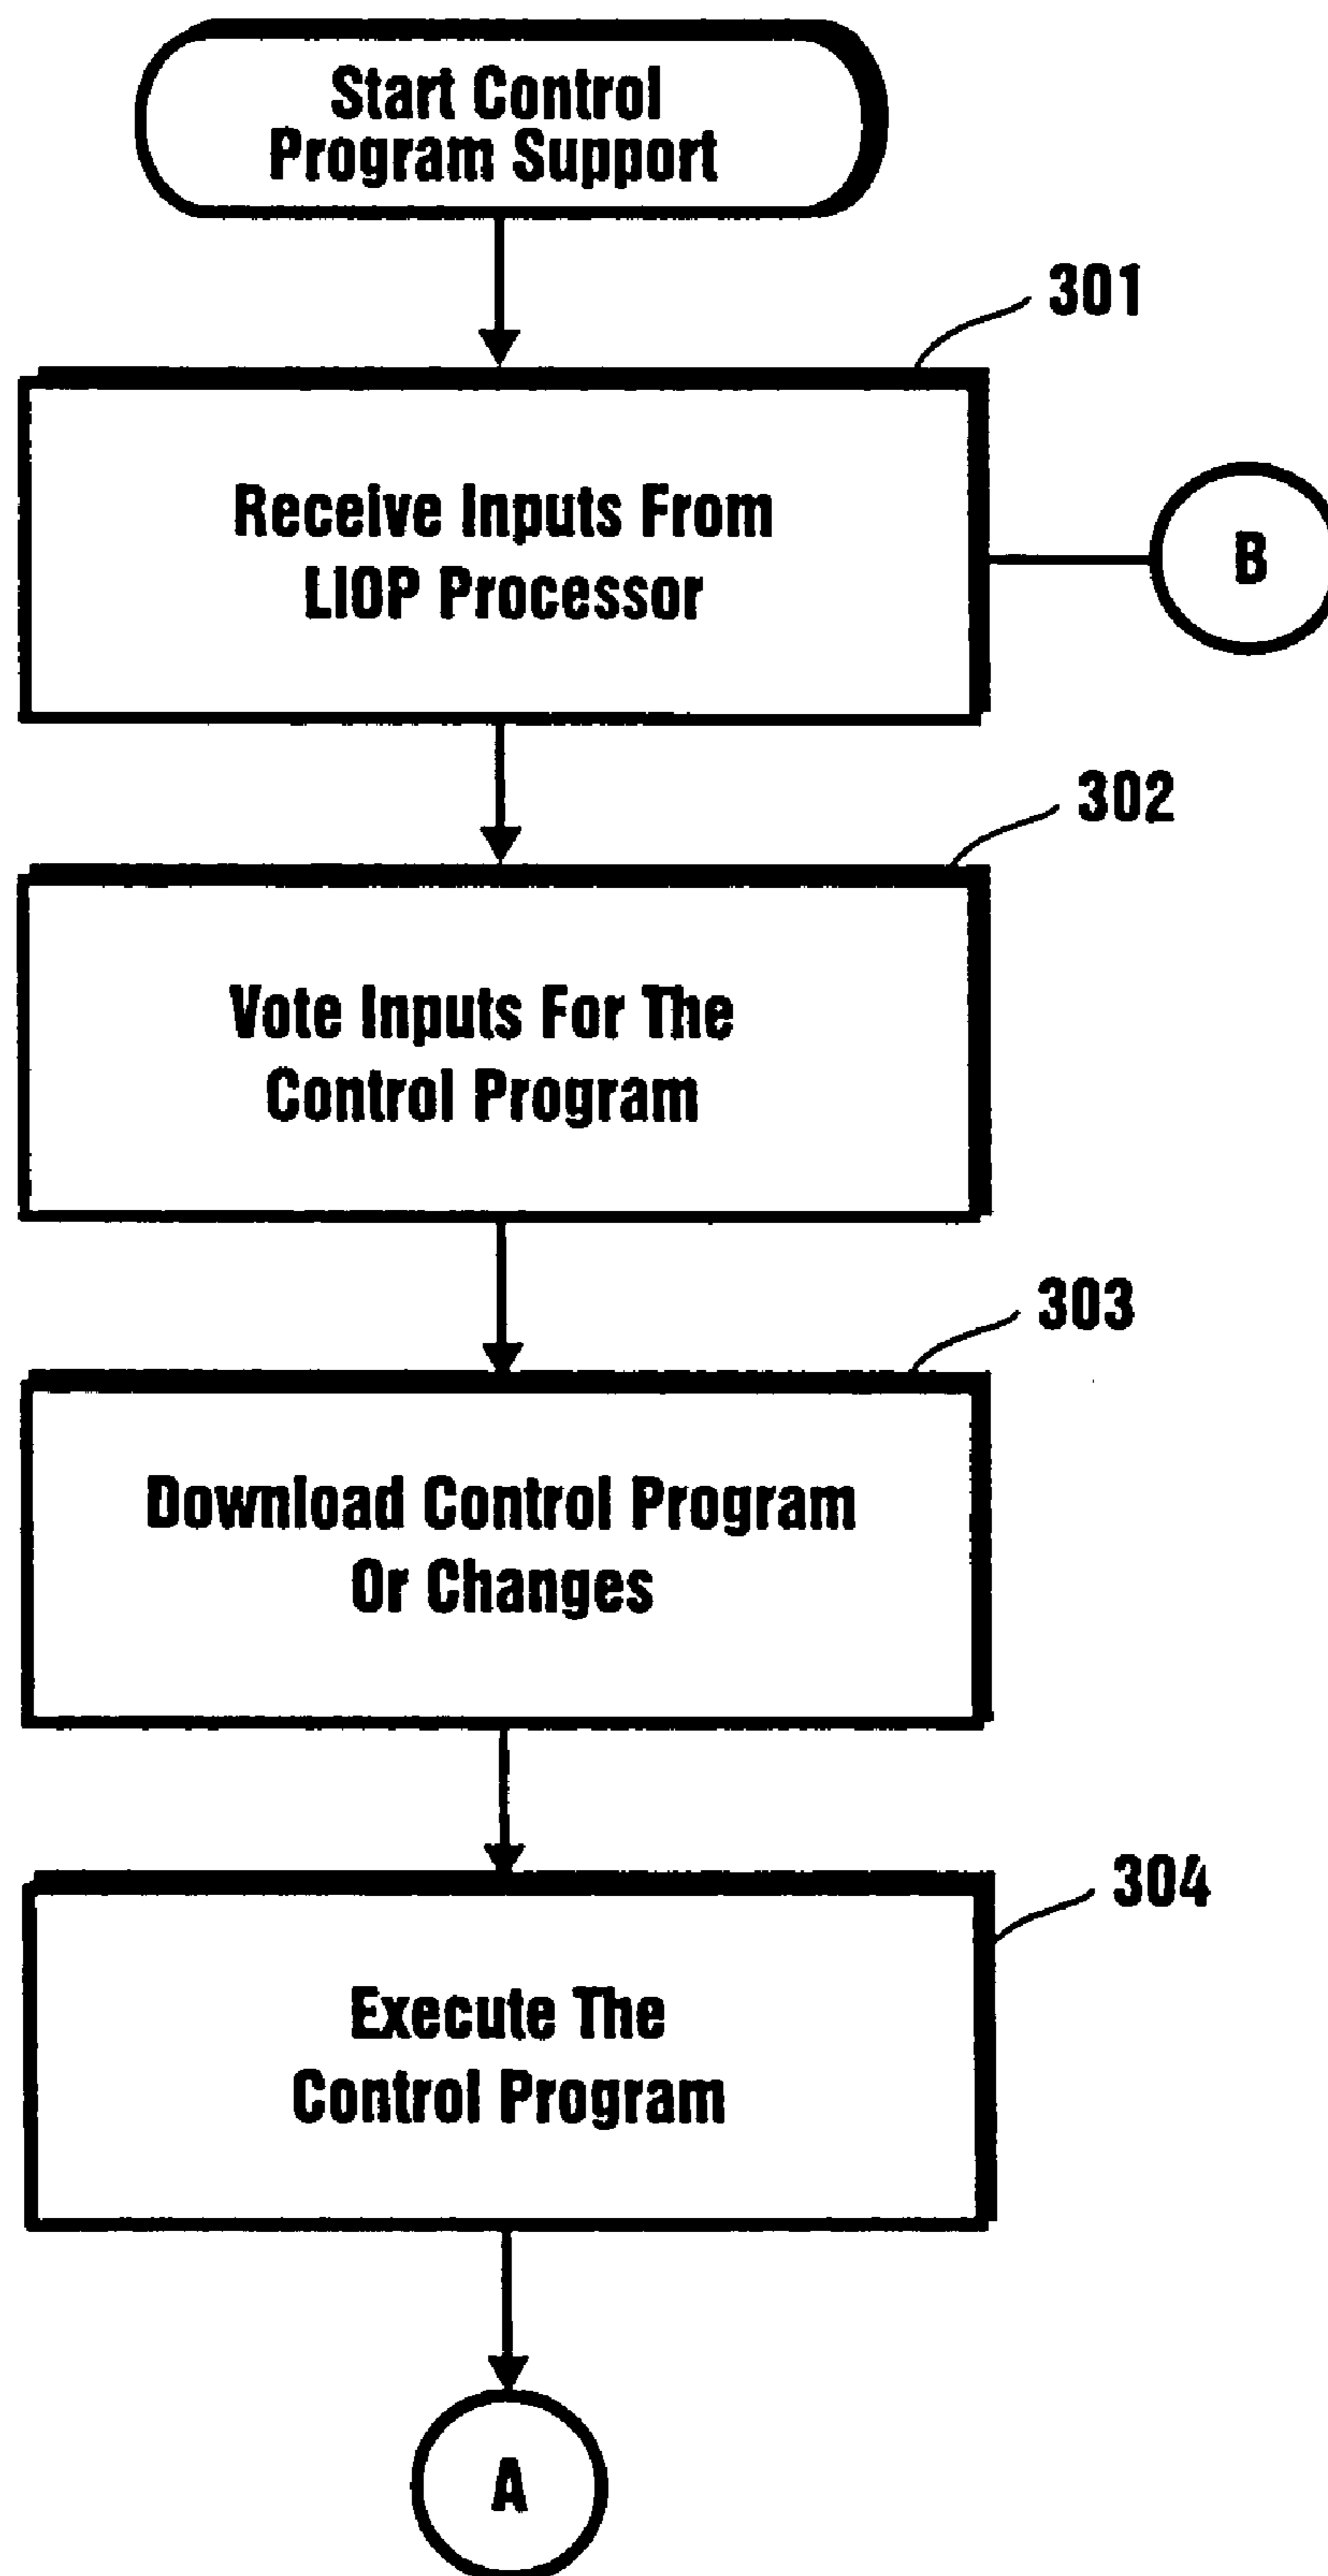 Start Control
Program Support
301
Receive Inputs From
LIOP Processor
B
302
Vote Inputs For The
Control Program
303
Download Control Program
Or Changes
304
Execute The
Control Program
A